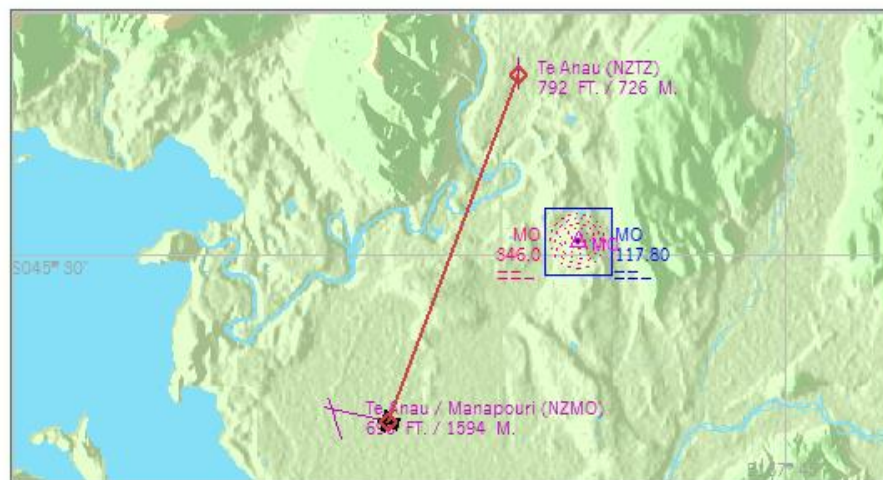 Te Anau (NZTZ)
792 FT. / 726 M.
MO
346.0
==-
MO
117.80
==-
S045° 30'
Te Anau / Manapouri (NZMO)
FT. / 1594 M.